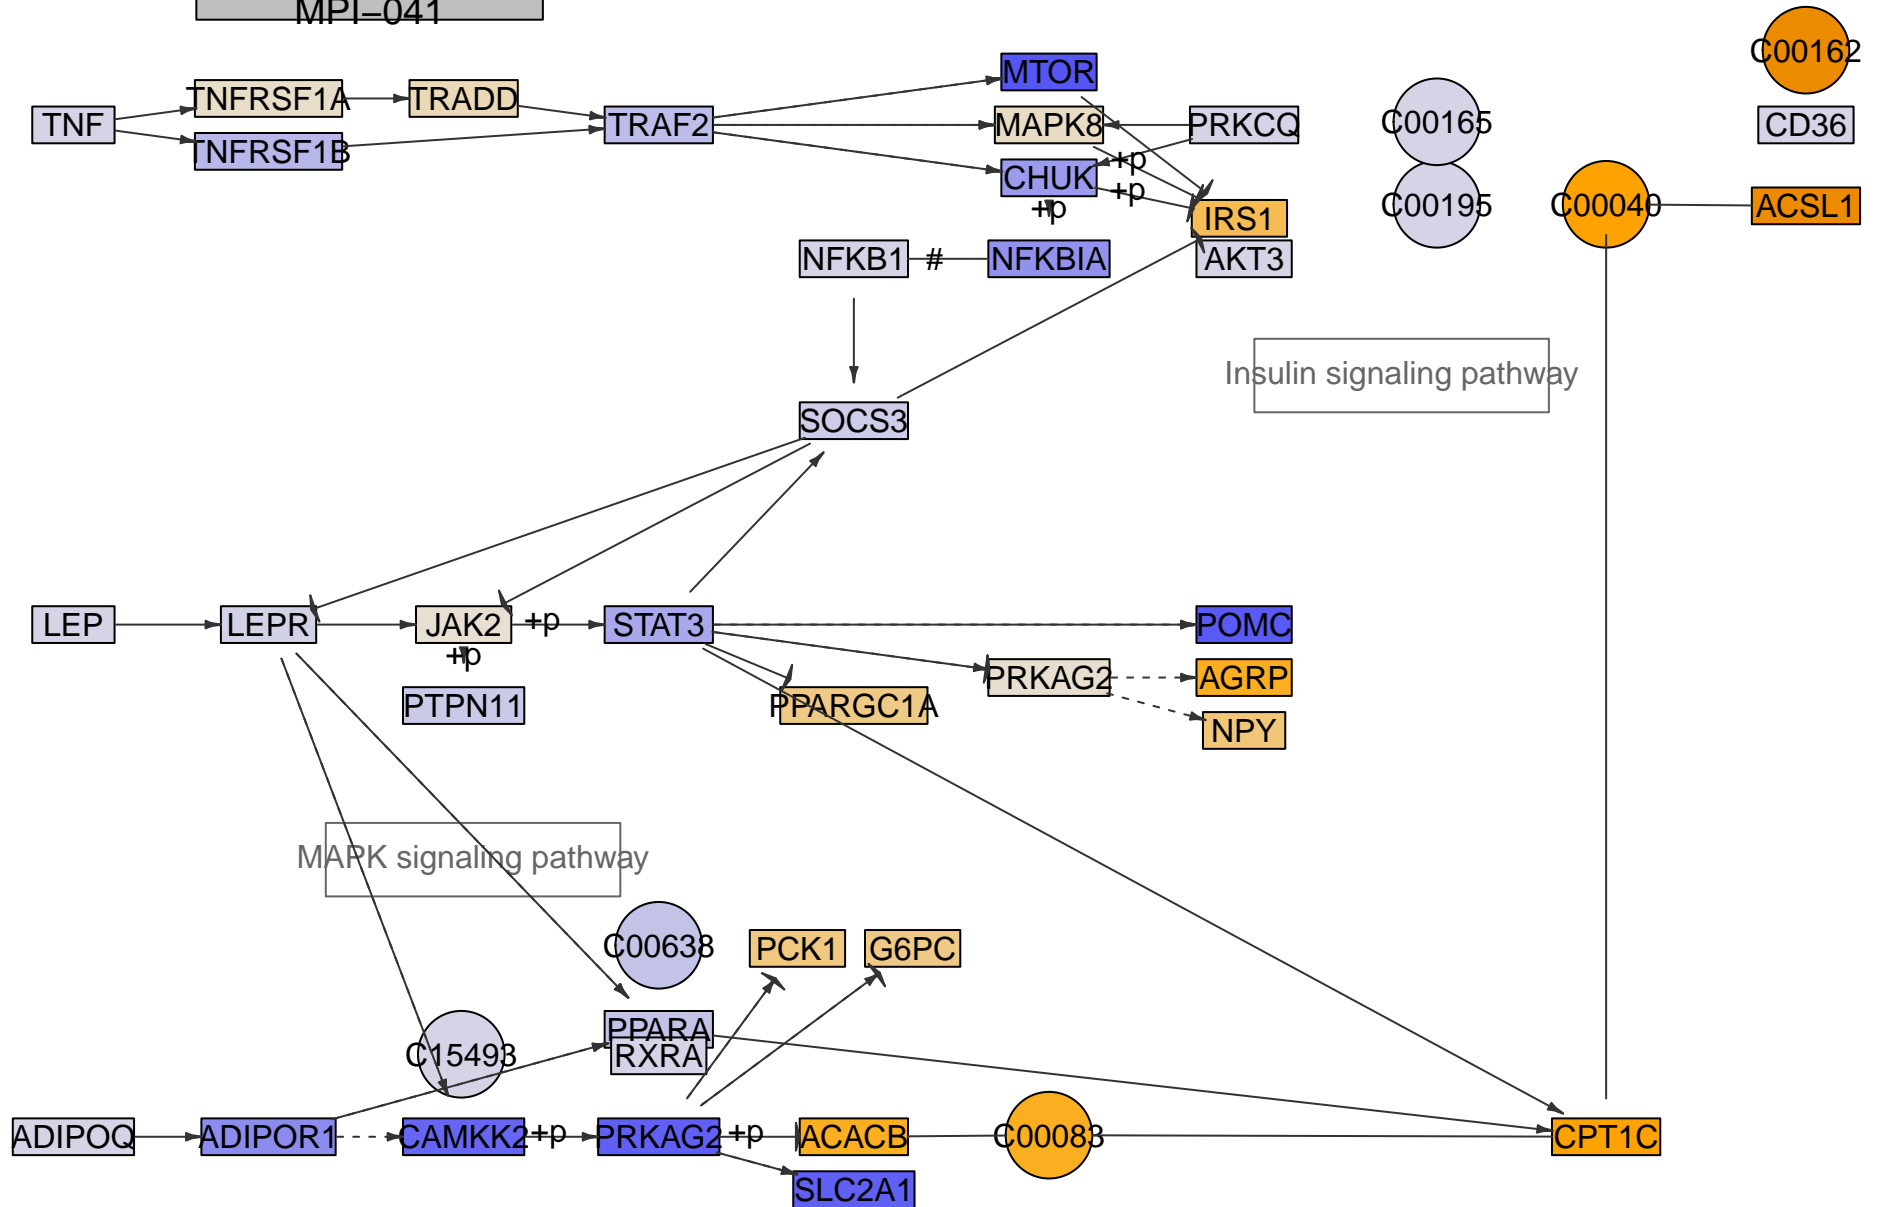 MPI–041
C00162
MTOR
TNFRSF1A
TRADD
TNF
TRAF2
MAPK8
PRKCQ
C00165
CD36
TNFRSF1B
+p
CHUK
+p
+p
IRS1
C00195
C00040
ACSL1
NFKB1
#
NFKBIA
AKT3
Insulin signaling pathway
SOCS3
LEP
LEPR
JAK2
+p
STAT3
POMC
+p
PRKAG2
AGRP
PTPN11
PPARGC1A
NPY
MAPK signaling pathway
C00638
PCK1
G6PC
PPARA
C15493
RXRA
ADIPOQ
ADIPOR1
CAMKK2
+p
PRKAG2
+p
ACACB
C00083
CPT1C
SLC2A1